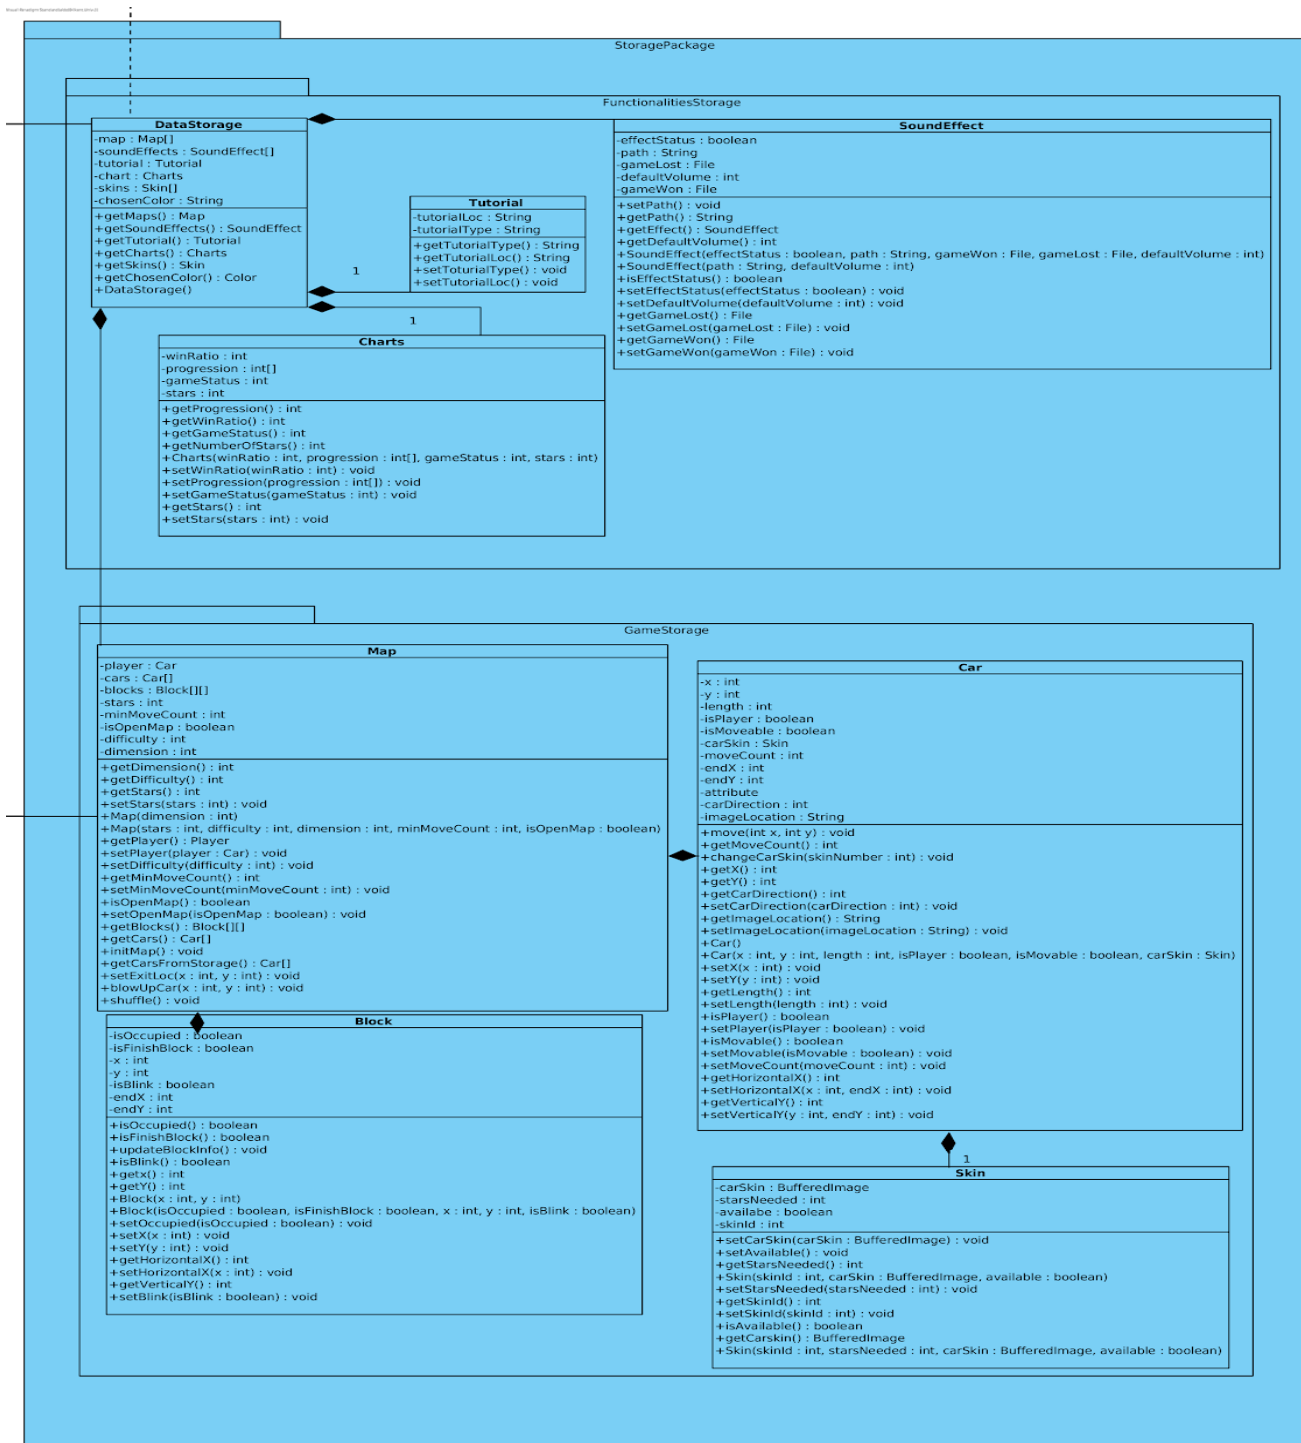 StoragePackage
FunctionalitiesStorage
DataStorage
-map : Map[]
-soundEffects : SoundEffect[]
-tutorial : Tutorial
-chart : Charts
-skins : Skin[]
-chosenColor : String
+getMaps() : Map
+getSoundEffects() : SoundEffect
+getTutorial() : Tutorial
+getCharts() : Charts
+getSkins() : Skin
+getChosenColor() : Color
+DataStorage()
SoundEffect
-effectStatus : boolean
-path : String
-gameLost : File
-defaultVolume : int
-gameWon : File
+setPath() : void
+getPath() : String
+getEffect() : SoundEffect
+getDefaultVolume() : int
+SoundEffect(effectStatus : boolean, path : String, gameWon : File, gameLost : File, defaultVolume : int)
+SoundEffect(path : String, defaultVolume : int)
+isEffectStatus() : boolean
+setEffectStatus(effectStatus : boolean) : void
+setDefaultVolume(defaultVolume : int) : void
+getGameLost() : File
+setGameLost(gameLost : File) : void
+getGameWon() : File
+setGameWon(gameWon : File) : void
Tutorial
-tutorialLoc : String
-tutorialType : String
+getTutorialType() : String
+getTutorialLoc() : String
+setToturialType() : void
+setTutorialLoc() : void
1
1
Charts
-winRatio : int
-progression : int[]
-gameStatus : int
-stars : int
+getProgression() : int
+getWinRatio() : int
+getGameStatus() : int
+getNumberOfStars() : int
+Charts(winRatio : int, progression : int[], gameStatus : int, stars : int)
+setWinRatio(winRatio : int) : void
+setProgression(progression : int[]) : void
+setGameStatus(gameStatus : int) : void
+getStars() : int
+setStars(stars : int) : void
GameStorage
Map
-player : Car
-cars : Car[]
-blocks : Block[][]
-stars : int
-minMoveCount : int
-isOpenMap : boolean
-difficulty : int
-dimension : int
+getDimension() : int
+getDifficulty() : int
+getStars() : int
+setStars(stars : int) : void
+Map(dimension : int)
+Map(stars : int, difficulty : int, dimension : int, minMoveCount : int, isOpenMap : boolean)
+getPlayer() : Player
+setPlayer(player : Car) : void
+setDifficulty(difficulty : int) : void
+getMinMoveCount() : int
+setMinMoveCount(minMoveCount : int) : void
+isOpenMap() : boolean
+setOpenMap(isOpenMap : boolean) : void
+getBlocks() : Block[][]
+getCars() : Car[]
+initMap() : void
+getCarsFromStorage() : Car[]
+setExitLoc(x : int, y : int) : void
+blowUpCar(x : int, y : int) : void
+shuffle() : void
Car
-x : int
-y : int
-length : int
-isPlayer : boolean
-isMoveable : boolean
-carSkin : Skin
-moveCount : int
-endX : int
-endY : int
-attribute
-carDirection : int
-imageLocation : String
+move(int x, int y) : void
+getMoveCount() : int
+changeCarSkin(skinNumber : int) : void
+getX() : int
+getY() : int
+getCarDirection() : int
+setCarDirection(carDirection : int) : void
+getImageLocation() : String
+setImageLocation(imageLocation : String) : void
+Car()
+Car(x : int, y : int, length : int, isPlayer : boolean, isMovable : boolean, carSkin : Skin)
+setX(x : int) : void
+setY(y : int) : void
+getLength() : int
+setLength(length : int) : void
+isPlayer() : boolean
+setPlayer(isPlayer : boolean) : void
+isMovable() : boolean
+setMovable(isMovable : boolean) : void
+setMoveCount(moveCount : int) : void
+getHorizontalX() : int
+setHorizontalX(x : int, endX : int) : void
+getVerticalY() : int
+setVerticalY(y : int, endY : int) : void
Block
-isOccupied : boolean
-isFinishBlock : boolean
-x : int
-y : int
-isBlink : boolean
-endX : int
-endY : int
+isOccupied() : boolean
+isFinishBlock() : boolean
+updateBlockInfo() : void
+isBlink() : boolean
+getx() : int
+getY() : int
+Block(x : int, y : int)
+Block(isOccupied : boolean, isFinishBlock : boolean, x : int, y : int, isBlink : boolean)
+setOccupied(isOccupied : boolean) : void
+setX(x : int) : void
+setY(y : int) : void
+getHorizontalX() : int
+setHorizontalX(x : int) : void
+getVerticalY() : int
+setBlink(isBlink : boolean) : void
1
Skin
-carSkin : BufferedImage
-starsNeeded : int
-availabe : boolean
-skinId : int
+setCarSkin(carSkin : BufferedImage) : void
+setAvailable() : void
+getStarsNeeded() : int
+Skin(skinId : int, carSkin : BufferedImage, available : boolean)
+setStarsNeeded(starsNeeded : int) : void
+getSkinId() : int
+setSkinId(skinId : int) : void
+isAvailable() : boolean
+getCarskin() : BufferedImage
+Skin(skinId : int, starsNeeded : int, carSkin : BufferedImage, available : boolean)